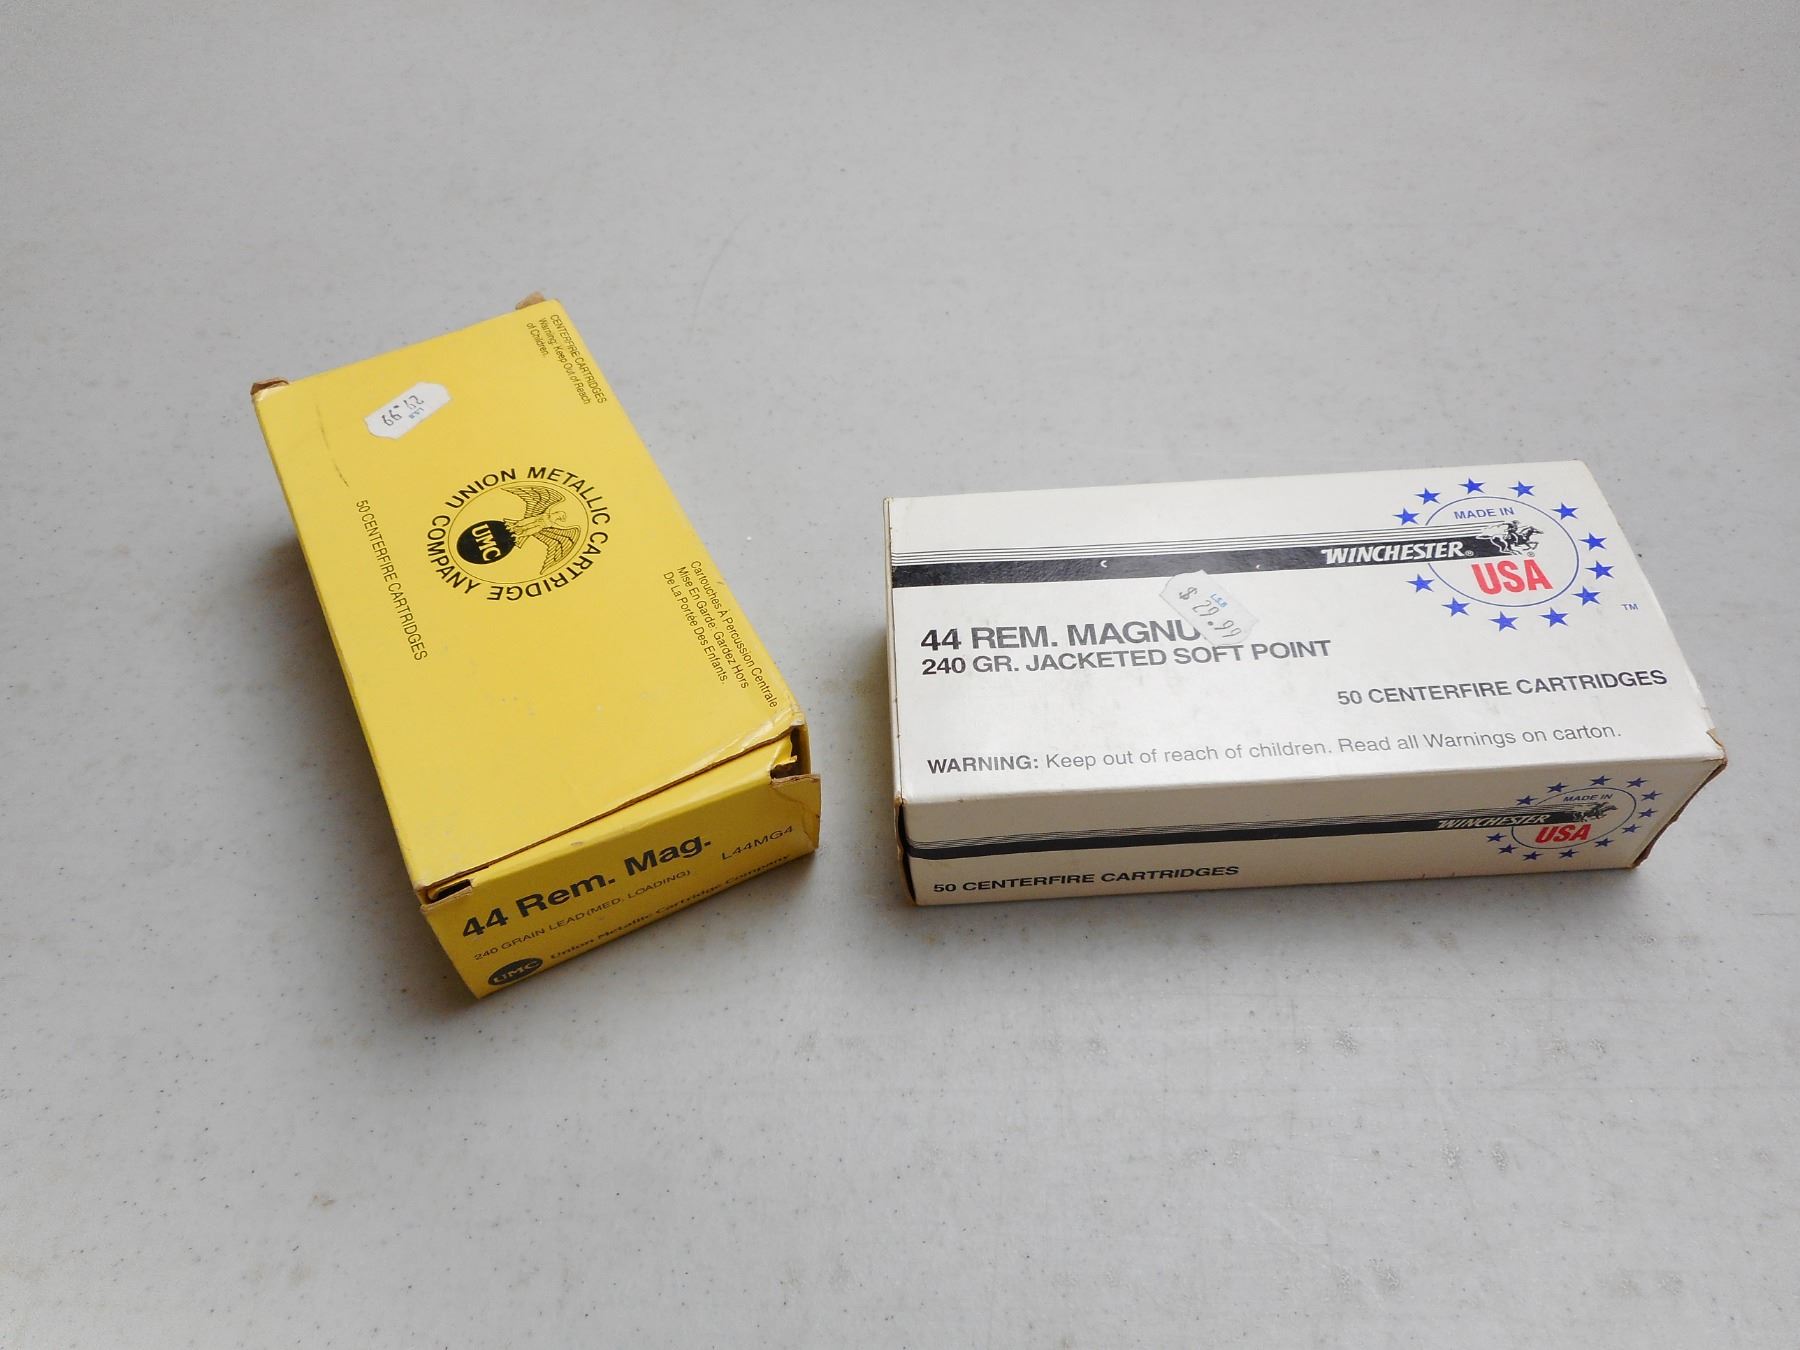 CENTERFIRE CARTRIDGES
Warning: Keep Out of Reach
of Children.
L.S.B
27.99
UNION METALLIC CARTRIDGE COMPANY
UMC
50 CENTERFIRE CARTRIDGES
Carrouches À Percussion Centrale
Mise En Garde: Gardez Hors
De La Portée Des Enfants.
44 Rem. Mag.
L44MG4
240 GRAIN LEAD (MED. LOADING)
UMC Union Metallic Cartridge Company
MADE IN
WINCHESTER®
USA
TM
L.S.B
$29.99
44 REM. MAGNU
240 GR. JACKETED SOFT POINT
50 CENTERFIRE CARTRIDGES
WARNING: Keep out of reach of children. Read all Warnings on carton.
MADE IN
WINCHESTER
USA
50 CENTERFIRE CARTRIDGES